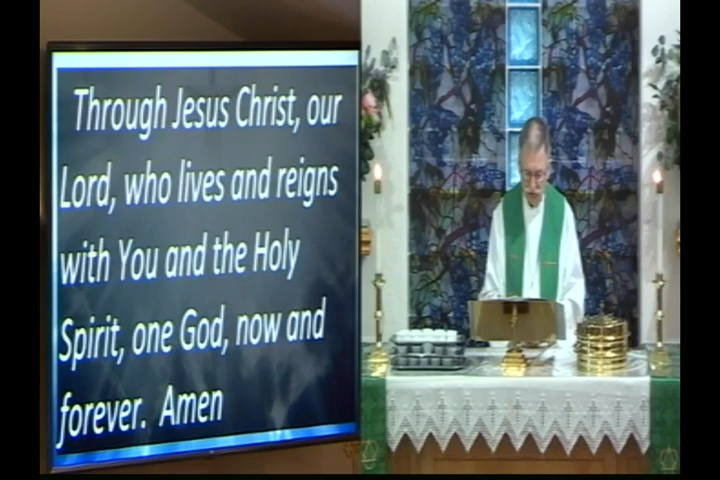 Through Jesus Christ, our
Lord, who lives and reigns
with You and the Holy
Spirit, one God, now and
forever. Amen